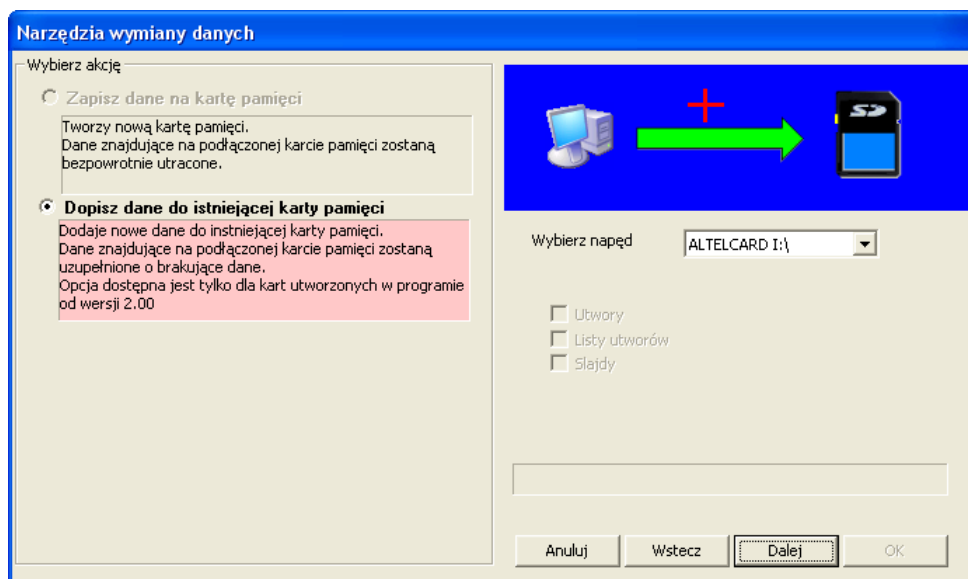 Narzędzia wymiany danych
Wybierz akcję
Zapisz dane na kartę pamięci
Tworzy nową kartę pamięci.
Dane znajdujące na podłączonej karcie pamięci zostaną
bezpowrotnie utracone.
Dopisz dane do istniejącej karty pamięci
Dodaje nowe dane do instniejącej karty pamięci.
Dane znajdujące na podłączonej karcie pamięci zostaną
uzupełnione o brakujące dane.
Opcja dostępna jest tylko dla kart utworzonych w programie
od wersji 2.00
SD
Wybierz napęd
ALTELCARD I:\
Utwory
Listy utworów
Slajdy
Anuluj
Wstecz
Dalej
OK